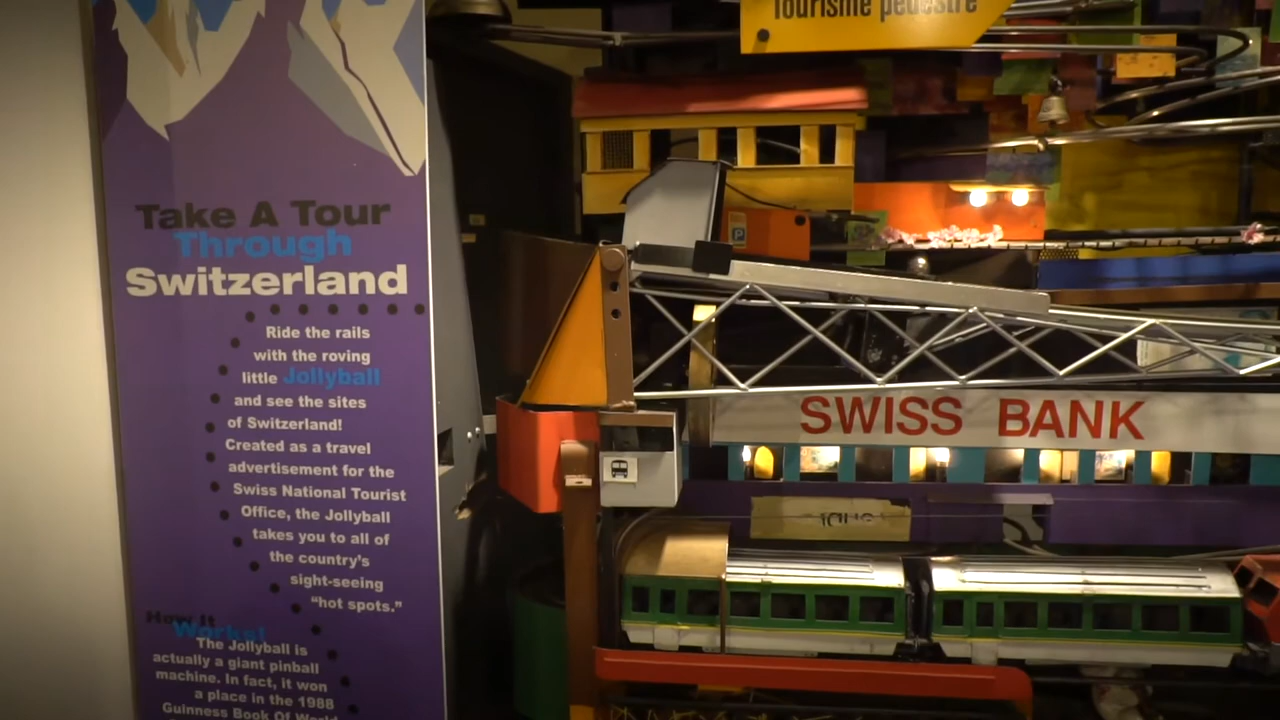 Tourisme pédestre
Take A Tour
Through
Switzerland
Ride the rails
with the roving
little Jollyball
and see the sites
of Switzerland!
Created as a travel
advertisement for the
Swiss National Tourist
Office, the Jollyball
takes you to all of
the country's
sight-seeing
"hot spots."
How It
Works!
The Jollyball is
actually a giant pinball
machine. In fact, it won
a place in the 1988
Guinness Book Of World
P
SWISS BANK